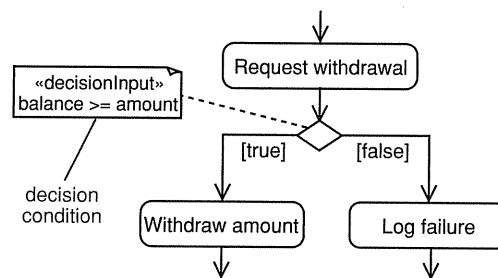 Request withdrawal
«decisionInput»
balance >= amount
[true]
[false]
decision
condition
Withdraw amount
Log failure